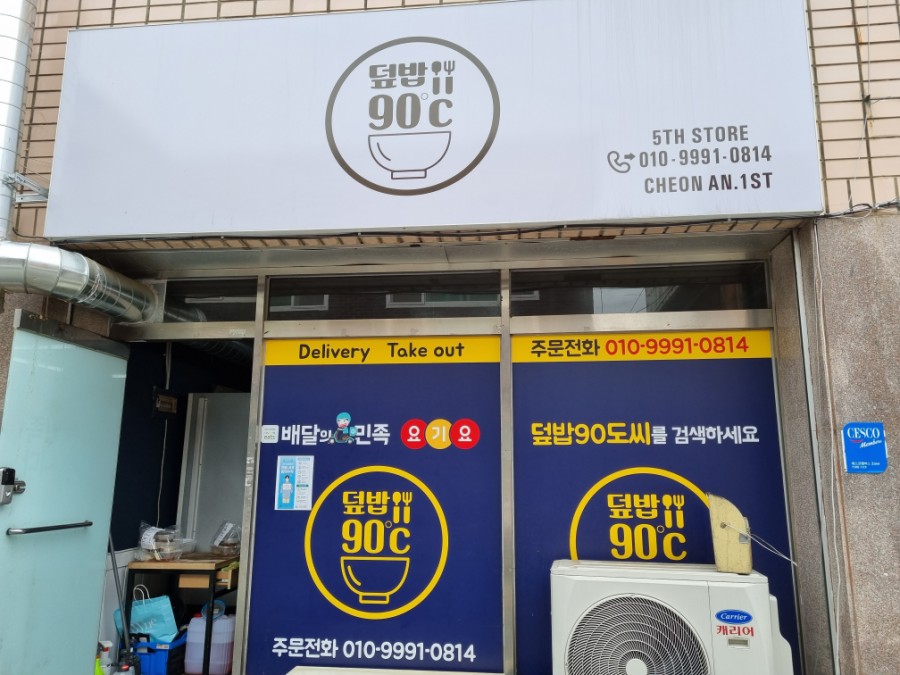 덮밥
90°C
5TH STORE
010-9991-0814
CHEON AN.1ST
Delivery Take out
주문전화 010-9991-0814
배달의민족 요기요
덮밥90도씨를 검색하세요
덮밥
90°C
주문전화 010-9991-0814
덮밥
90°C
CESCO
Members
Carrier
캐리어